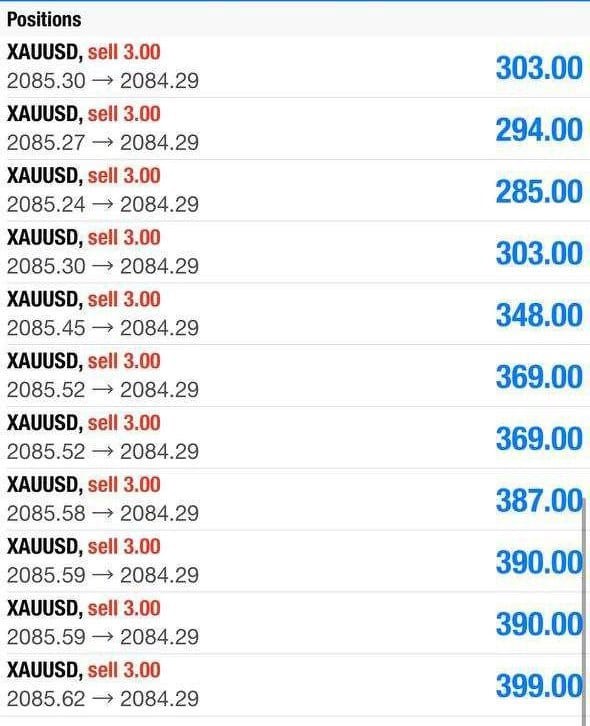 Positions
XAUUSD, sell 3.00
2085.30 → 2084.29
303.00
XAUUSD, sell 3.00
2085.27 → 2084.29
294.00
XAUUSD, sell 3.00
2085.24 → 2084.29
285.00
XAUUSD, sell 3.00
2085.30 → 2084.29
303.00
XAUUSD, sell 3.00
2085.45 → 2084.29
348.00
XAUUSD, sell 3.00
2085.52 → 2084.29
369.00
XAUUSD, sell 3.00
2085.52 → 2084.29
369.00
XAUUSD, sell 3.00
2085.58 → 2084.29
387.00
XAUUSD, sell 3.00
2085.59 → 2084.29
390.00
XAUUSD, sell 3.00
2085.59 → 2084.29
390.00
XAUUSD, sell 3.00
2085.62 → 2084.29
399.00